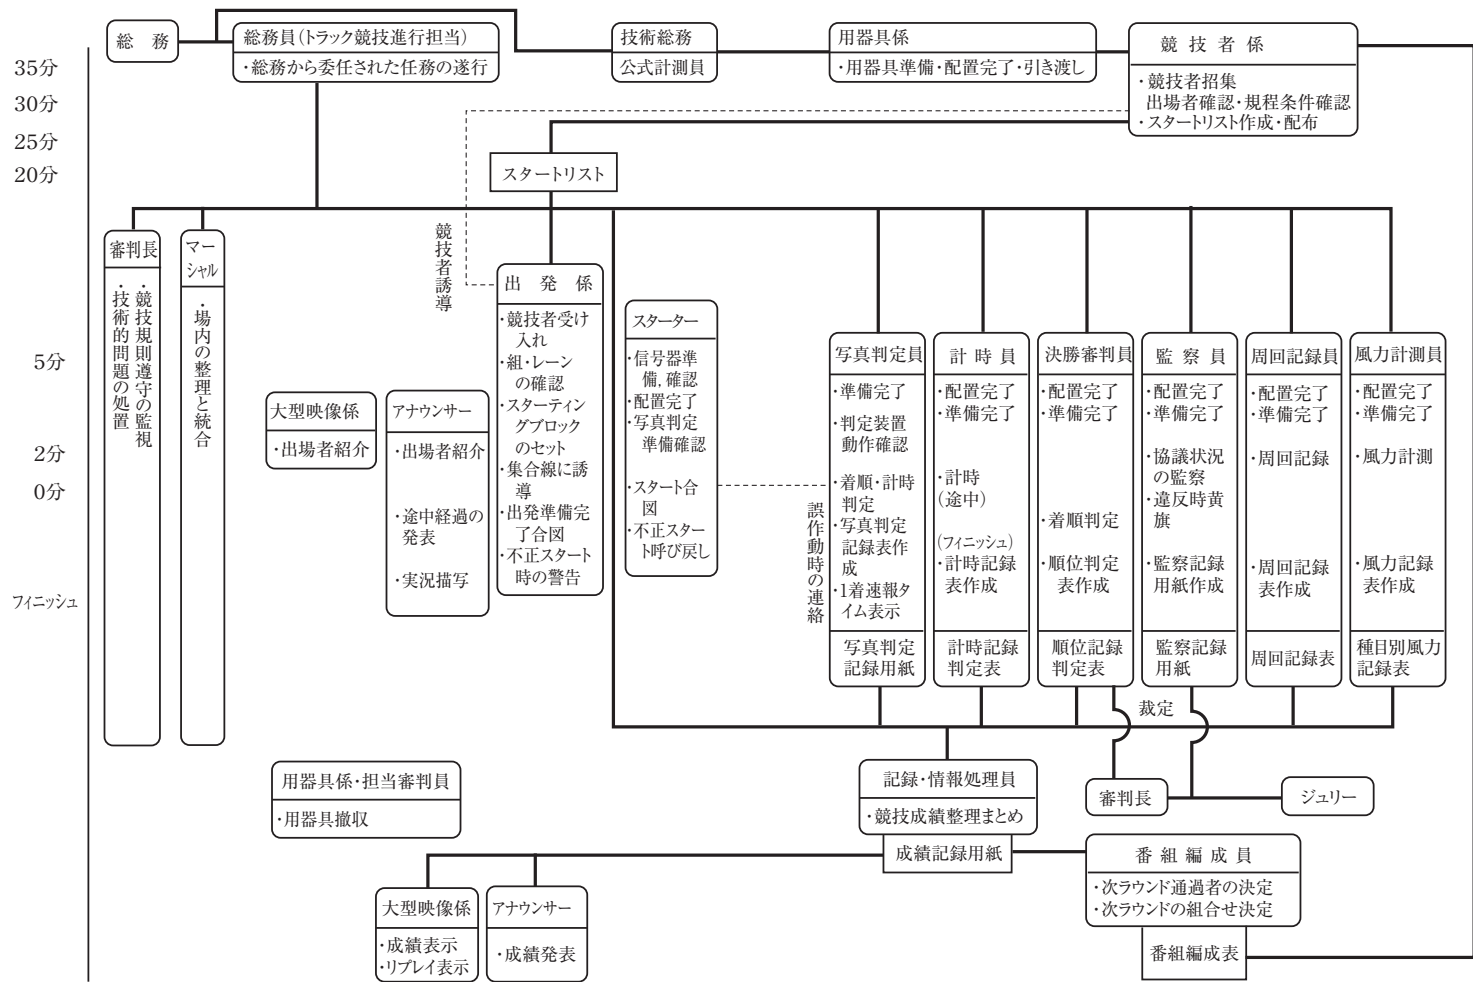 総 務
総務員（トラック競技進行担当）
・総務から委任された任務の遂行
技術総務
公式計測員
用器具係
・用器具準備・配置完了・引き渡し
競 技 者 係
・競技者招集
出場者確認・規程条件確認
・スタートリスト作成・配布
35分
30分
25分
20分
5分
2分
0分
フィニッシュ
スタートリスト
競技者誘導
審判長
・競技規則遵守の監視
・技術的問題の処置
マー
シャル
・場内の整理と統合
大型映像係
・出場者紹介
アナウンサー
・出場者紹介
・途中経過の
発表
・実況描写
出 発 係
・競技者受け
入れ
・組・レーン
の確認
・スターティン
グブロック
のセット
・集合線に誘
導
・出発準備完
了合図
・不正スタート
時の警告
スターター
・信号器準
備,確認
・配置完了
・写真判定
準備確認
・スタート合
図
・不正スター
ト呼び戻し
誤作動時の連絡
写真判定員
・準備完了
・判定装置
動作確認
・着順・計時
判定
・写真判定
記録表作
成
・1着速報タ
イム表示
写真判定
記録用紙
計 時 員
・配置完了
・準備完了
・計時
(途中)
(フィニッシュ)
・計時記録
表作成
計時記録
判定表
決勝審判員
・配置完了
・準備完了
・着順判定
・順位判定
表作成
順位記録
判定表
監 察 員
・配置完了
・準備完了
・協議状況
の監察
・違反時黄
旗
・監察記録
用紙作成
監察記録
用紙
周回記録員
・配置完了
・準備完了
・周回記録
・周回記録
表作成
周回記録表
風力計測員
・配置完了
・準備完了
・風力計測
・風力記録
表作成
種目別風力
記録表
裁定
審判長
ジュリー
用器具係・担当審判員
・用器具撤収
記録・情報処理員
・競技成績整理まとめ
成績記録用紙
番 組 編 成 員
・次ラウンド通過者の決定
・次ラウンドの組合せ決定
番組編成表
大型映像係
・成績表示
・リプレイ表示
アナウンサー
・成績発表